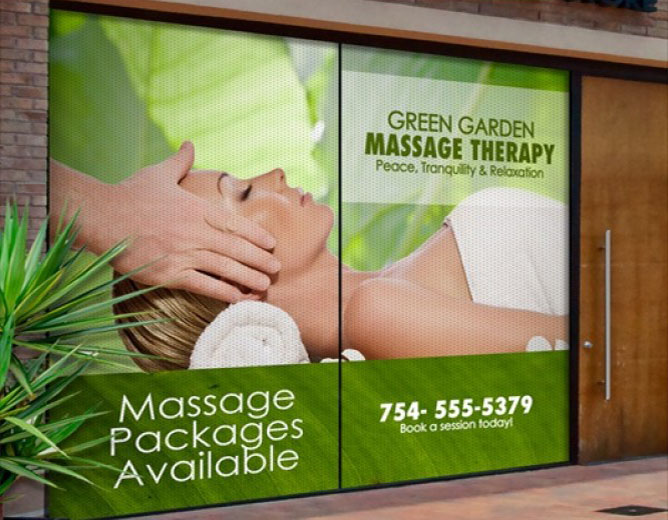 GREEN GARDEN
MASSAGE THERAPY
Peace, Tranquility & Relaxation
Massage
Packages
Available
754- 555-5379
Book a session today!